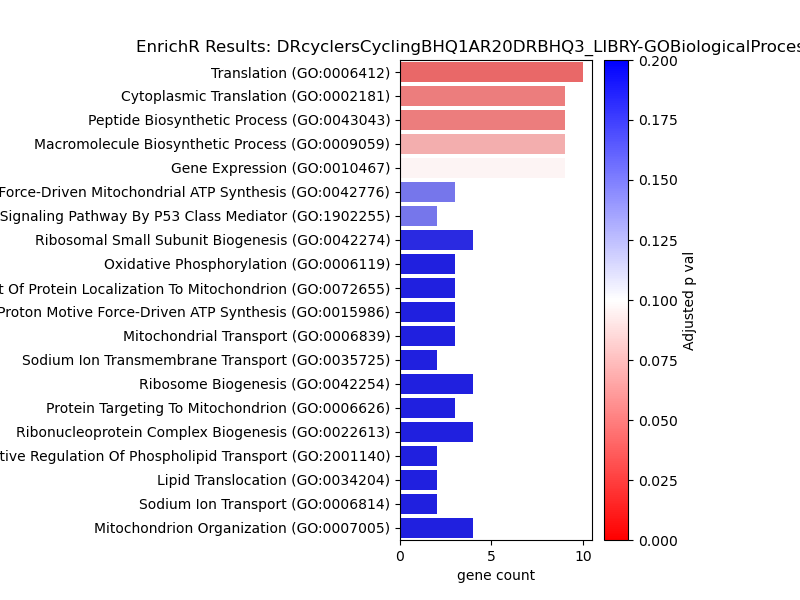 EnrichR Results: DRcyclersCyclingBHQ1AR20DRBHQ3_LIBRY-GOBiologicalProces
Translation (GO:0006412)
Cytoplasmic Translation (GO:0002181)
Peptide Biosynthetic Process (GO:0043043)
Macromolecule Biosynthetic Process (GO:0009059)
Gene Expression (GO:0010467)
Force-Driven Mitochondrial ATP Synthesis (GO:0042776)
Signaling Pathway By P53 Class Mediator (GO:1902255)
Ribosomal Small Subunit Biogenesis (GO:0042274)
Oxidative Phosphorylation (GO:0006119)
t Of Protein Localization To Mitochondrion (GO:0072655)
Proton Motive Force-Driven ATP Synthesis (GO:0015986)
Mitochondrial Transport (GO:0006839)
Sodium Ion Transmembrane Transport (GO:0035725)
Ribosome Biogenesis (GO:0042254)
Protein Targeting To Mitochondrion (GO:0006626)
Ribonucleoprotein Complex Biogenesis (GO:0022613)
tive Regulation Of Phospholipid Transport (GO:2001140)
Lipid Translocation (GO:0034204)
Sodium Ion Transport (GO:0006814)
Mitochondrion Organization (GO:0007005)
0 5 10
gene count
0.200
0.175
0.150
0.125
0.100
0.075
0.050
0.025
0.000
Adjusted p val